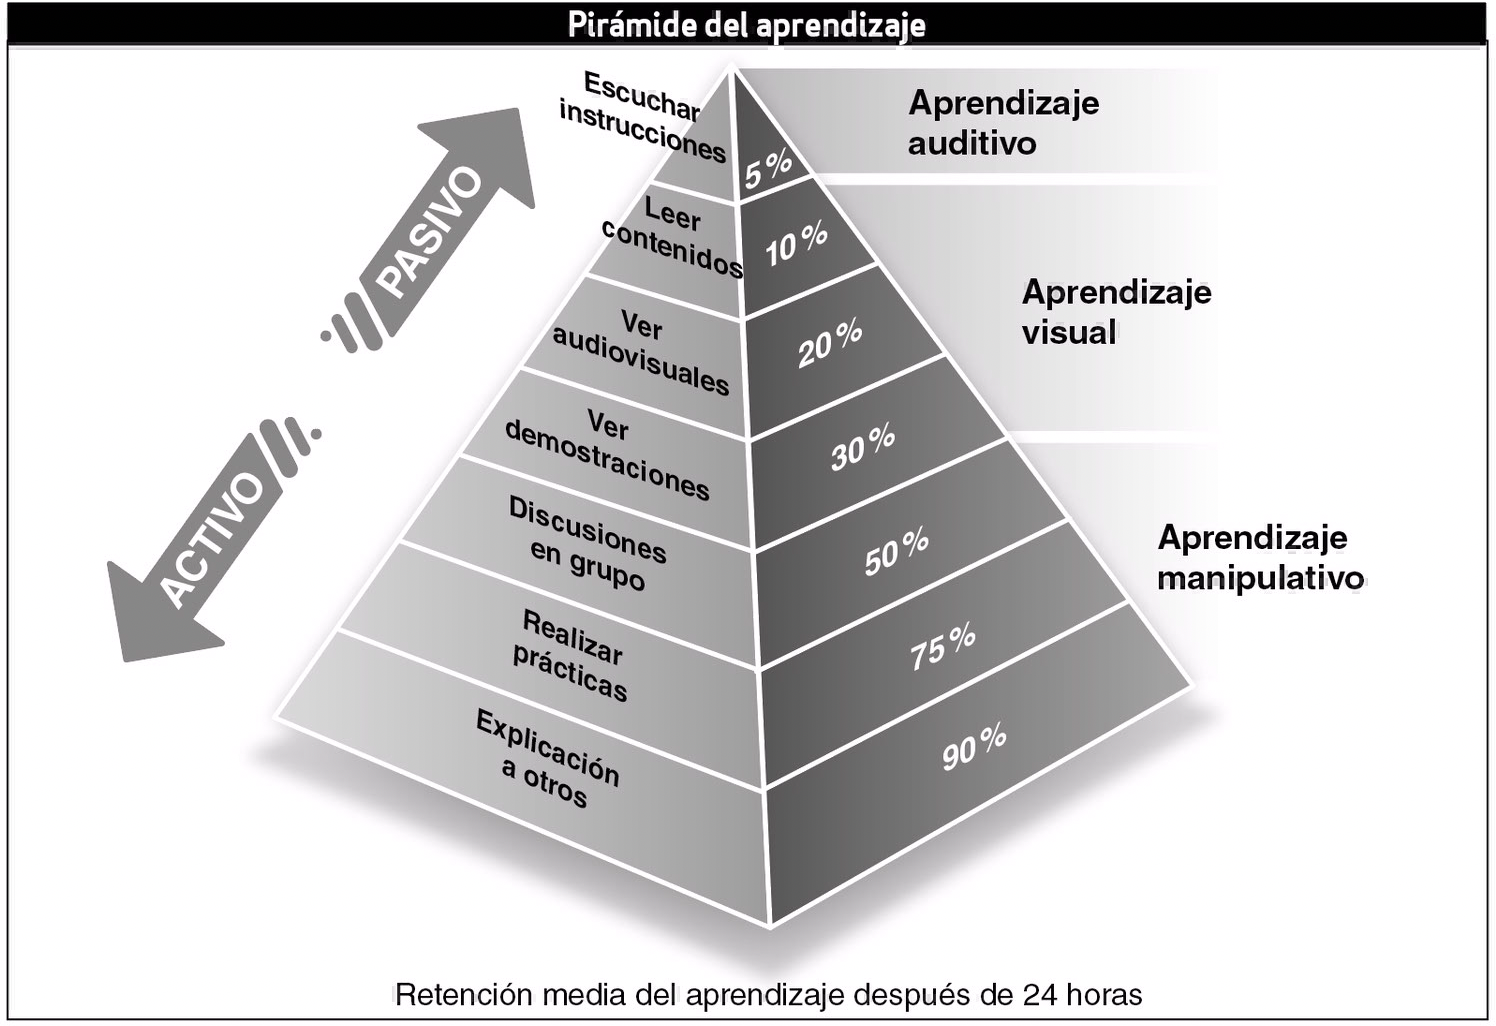 Pirámide del aprendizaje
Escuchar
instrucciones
5 %
Aprendizaje
auditivo
PASIVO
Leer
contenidos
10 %
Ver
audiovisuales
20 %
Aprendizaje
visual
Ver
demostraciones
30 %
ACTIVO
Discusiones
en grupo
50 %
Aprendizaje
manipulativo
Realizar
prácticas
75 %
Explicación
a otros
90 %
Retención media del aprendizaje después de 24 horas